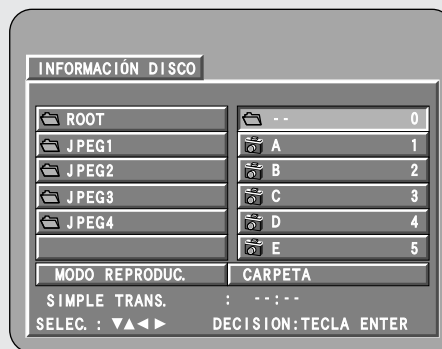 INFORMACIÓN DISCO
ROOT
JPEG1
JPEG2
JPEG3
JPEG4
-- 0
A 1
B 2
C 3
D 4
E 5
MODO REPRODUC. CARPETA
SIMPLE TRANS. : --:--
SELEC. : ▼▲◄► DECISION:TECLA ENTER